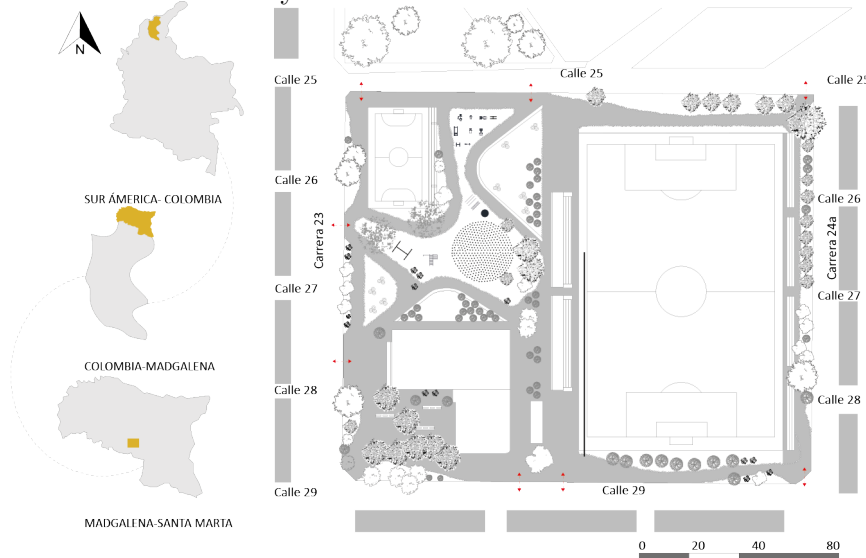 N
SUR ÁMERICA- COLOMBIA
COLOMBIA-MADGALENA
MADGALENA-SANTA MARTA
Calle 25
Calle 26
Calle 27
Calle 28
Calle 29
Carrera 23
Calle 25
Calle 25
Calle 26
Carrera 24a
Calle 27
Calle 28
Calle 29
0 20 40 80